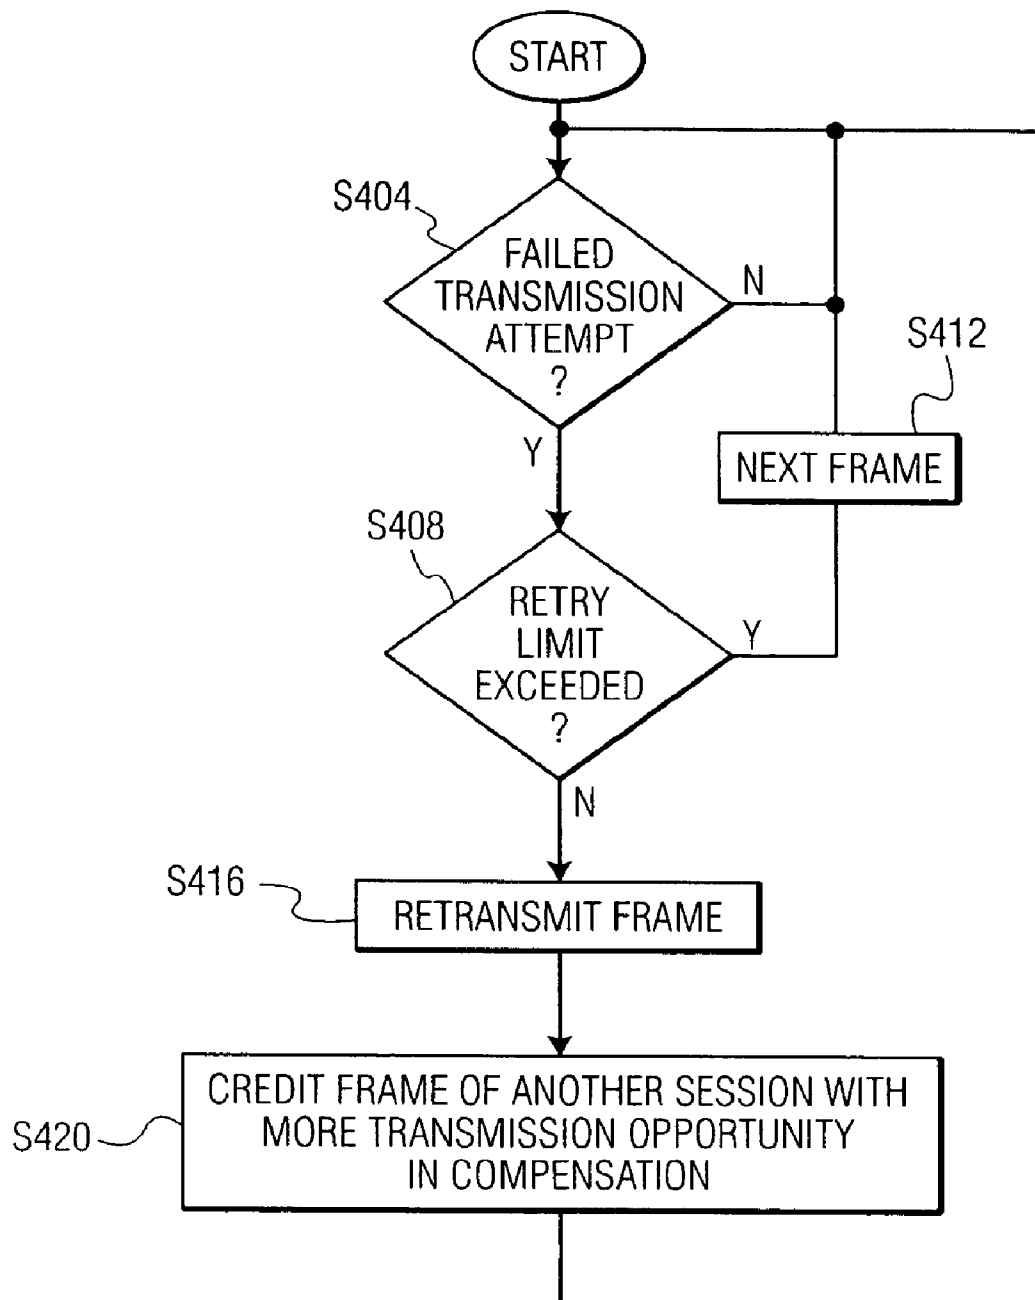 START
S404
FAILED
TRANSMISSION
ATTEMPT
?
N
S412
Y
NEXT FRAME
S408
RETRY
LIMIT
EXCEEDED
?
Y
N
S416
RETRANSMIT FRAME
S420
CREDIT FRAME OF ANOTHER SESSION WITH
MORE TRANSMISSION OPPORTUNITY
IN COMPENSATION